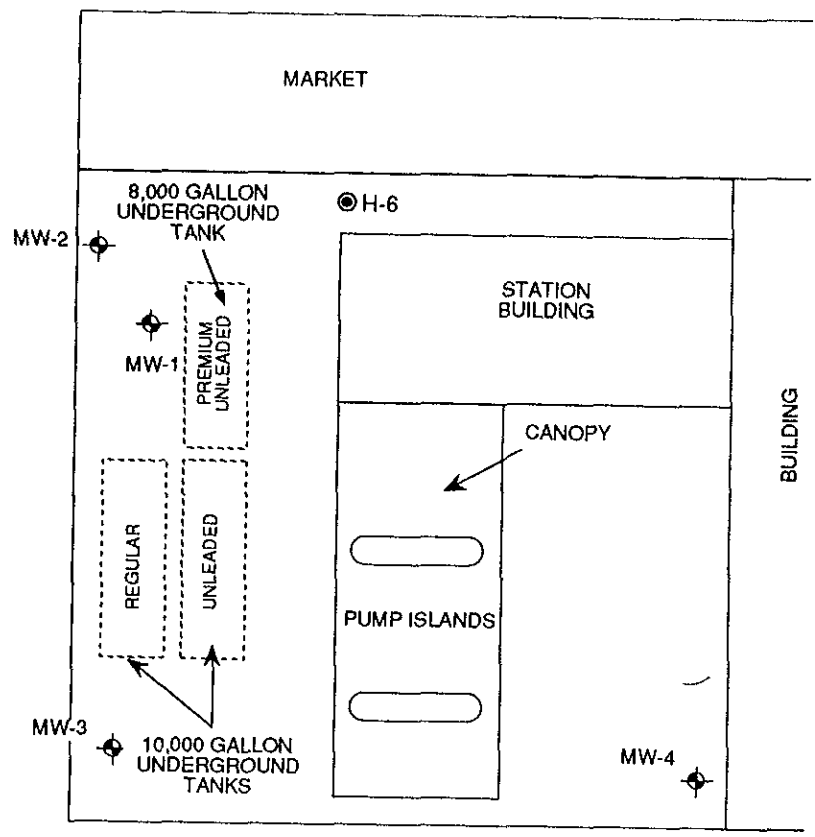 MARKET
8,000 GALLON
UNDERGROUND
TANK
H-6
MW-2
STATION
BUILDING
MW-1
PREMIUM
UNLEADED
CANOPY
BUILDING
REGULAR
UNLEADED
PUMP ISLANDS
MW-3
10,000 GALLON
UNDERGROUND
TANKS
MW-4